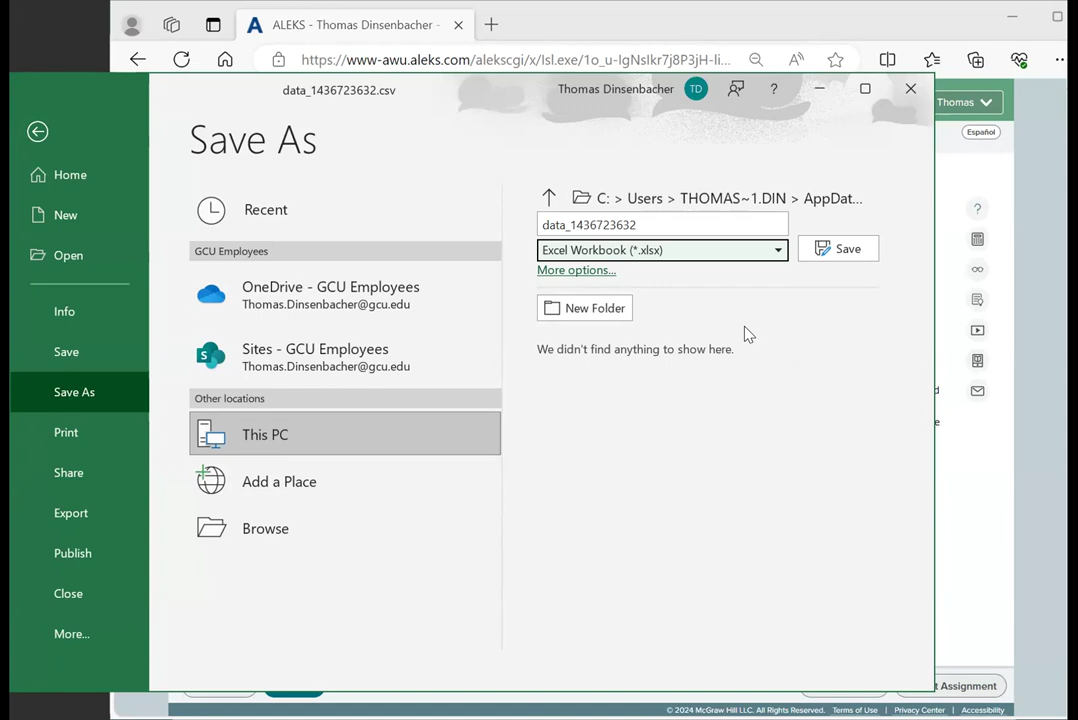 ALEKS - Thomas Dinsenbacher -
https://www-awu.aleks.com/alekscgi/x/Isl.exe/1o_u-IgNsIkr7j8P3jH-Ii...
data_1436723632.csv
Thomas Dinsenbacher
TD
?
Thomas
Español
Save As
Home
New
Open
Info
Save
Save As
Print
Share
Export
Publish
Close
More...
Recent
GCU Employees
OneDrive - GCU Employees
Thomas.Dinsenbacher@gcu.edu
S
Sites - GCU Employees
Thomas.Dinsenbacher@gcu.edu
Other locations
This PC
Add a Place
Browse
C: > Users > THOMAS~1.DIN > AppDat...
data_1436723632
Excel Workbook (*.xlsx)
Save
More options...
New Folder
We didn't find anything to show here.
?
d
e
t Assignment
© 2024 McGraw Hill LLC. All Rights Reserved. Terms of Use | Privacy Center | Accessibility